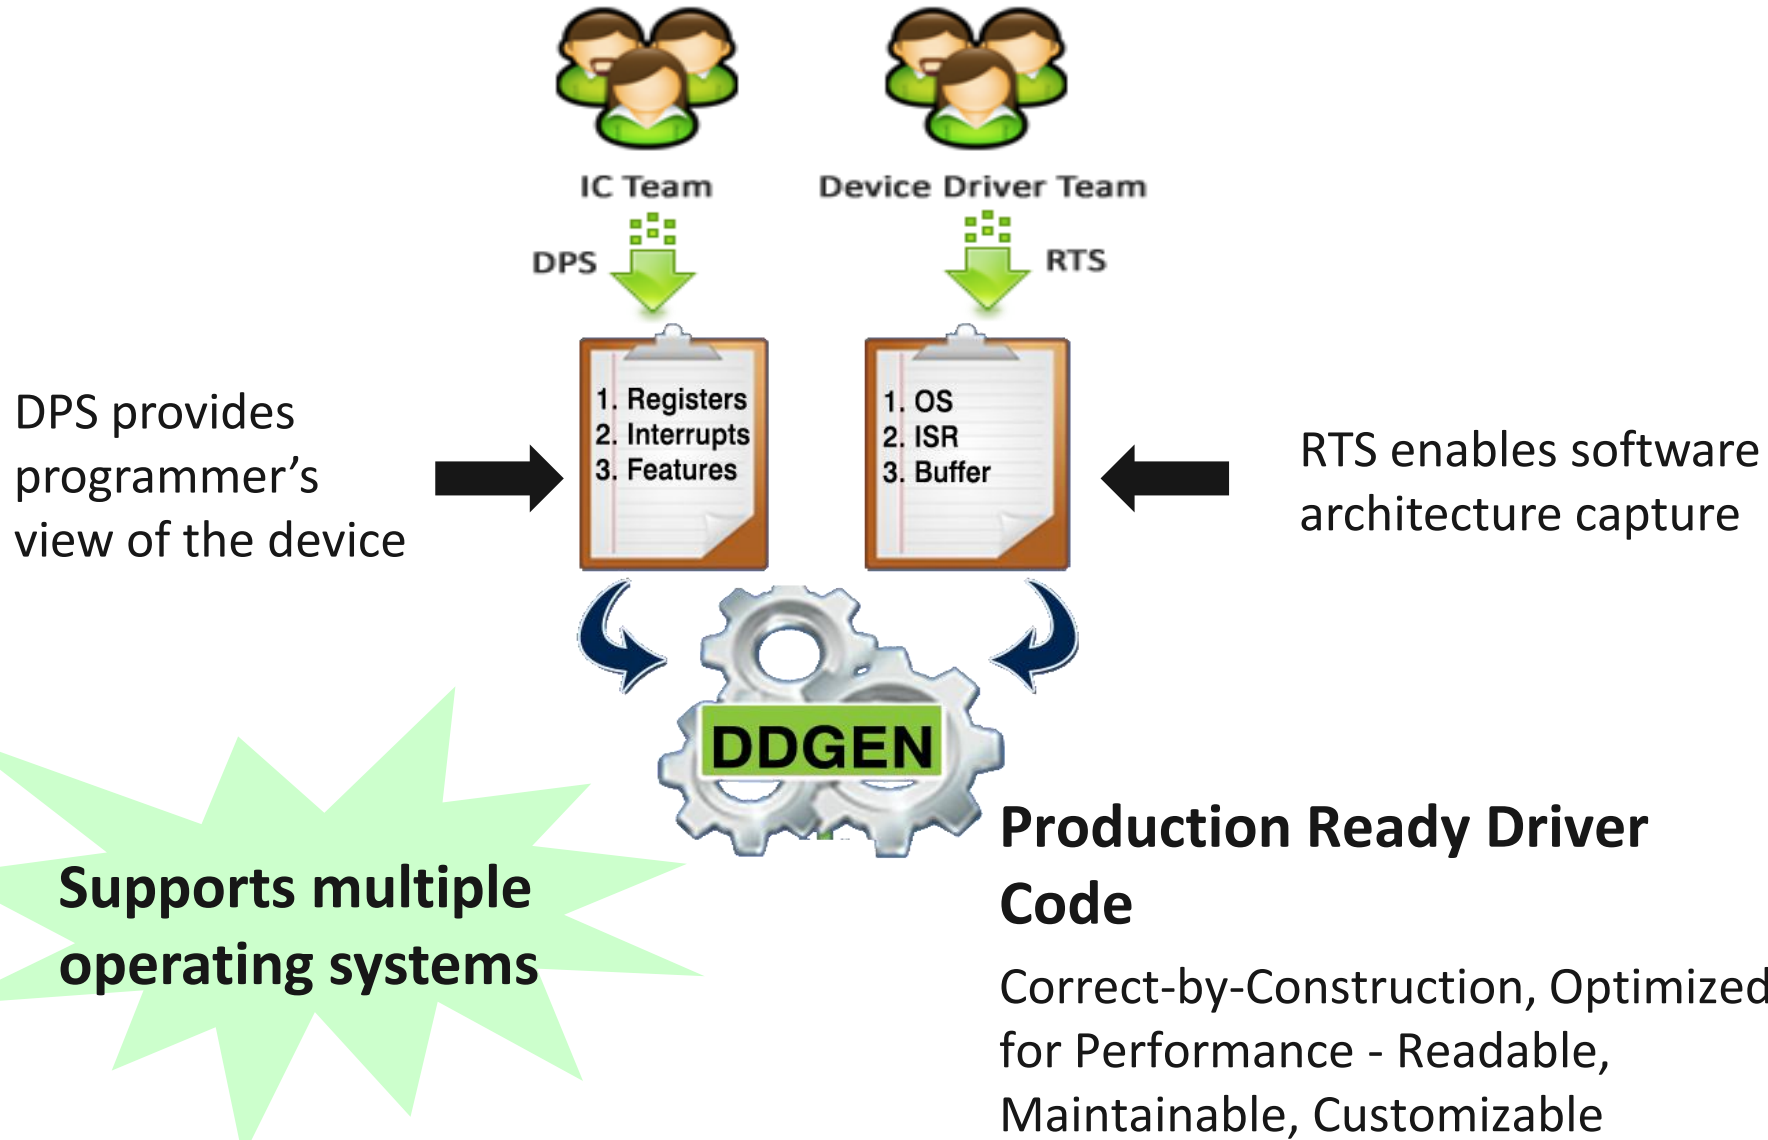 IC Team
Device Driver Team
DPS
RTS
1. Registers
2. Interrupts
3. Features
1. OS
2. ISR
3. Buffer
DPS provides
programmer’s
view of the device
RTS enables software
architecture capture
DDGEN
Supports multiple
operating systems
Production Ready Driver
Code
Correct-by-Construction, Optimized
for Performance - Readable,
Maintainable, Customizable